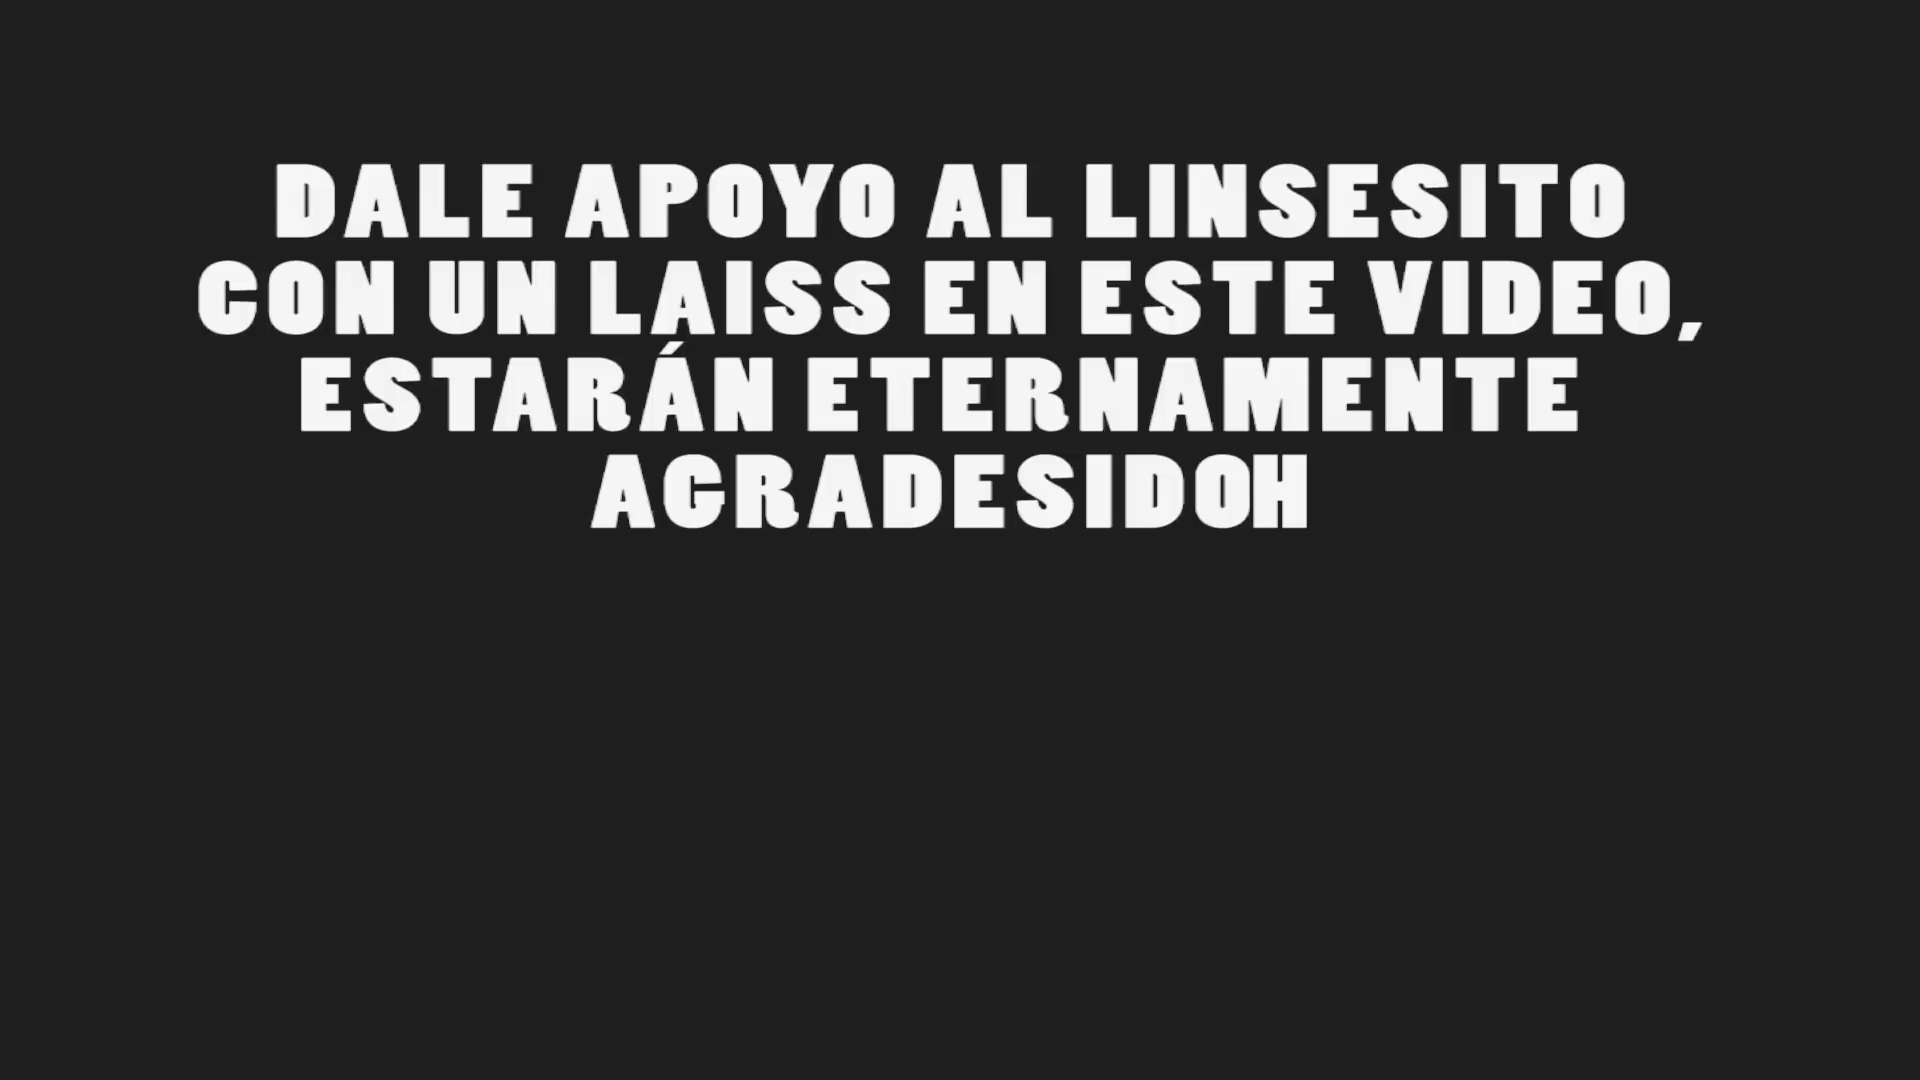 DALE APOYO AL LINSESITO
CON UN LAISS EN ESTE VIDEO,
ESTARÁN ETERNAMENTE
AGRADESIDOH